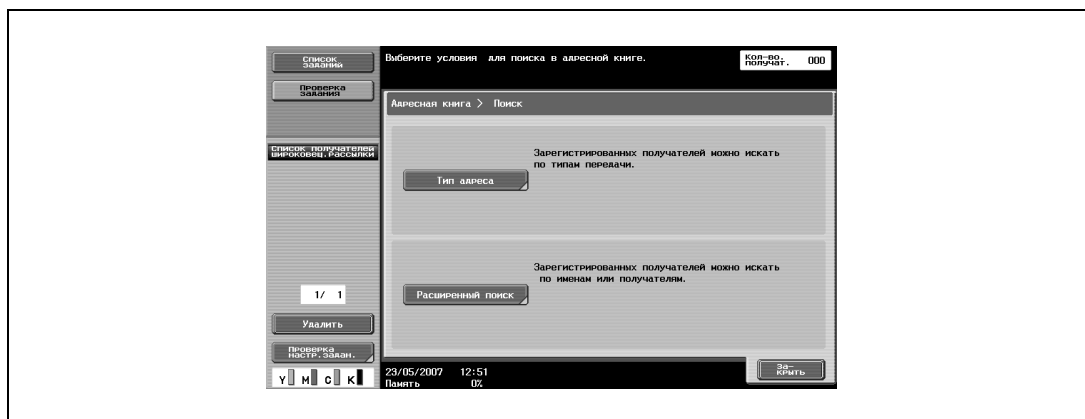 Список
заданий
Проверка
задания
Список получателей
широковещ.рассылки
1/ 1
Удалить
Проверка
настр.задан.
Y M C K
Выберите условия для поиска в адресной книге.
Кол-во.
получат. 000
Адресная книга > Поиск
Зарегистрированных получателей можно искать
по типам передачи.
Тип адреса
Зарегистрированных получателей можно искать
по именам или получателям.
Расширенный поиск
23/05/2007 12:51
Память 0%
За-
крыть